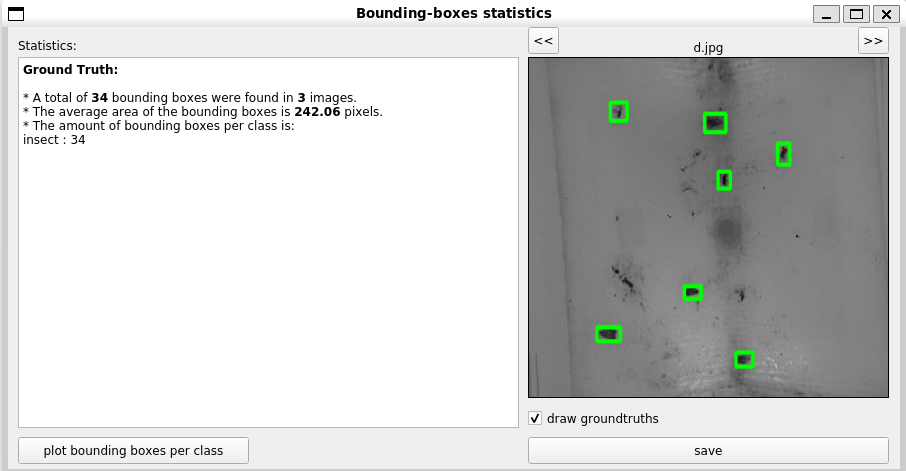 Bounding-boxes statistics
Statistics:
<<
d.jpg
>>
Ground Truth:
* A total of 34 bounding boxes were found in 3 images.
* The average area of the bounding boxes is 242.06 pixels.
* The amount of bounding boxes per class is:
insect : 34
draw groundtruths
plot bounding boxes per class
save